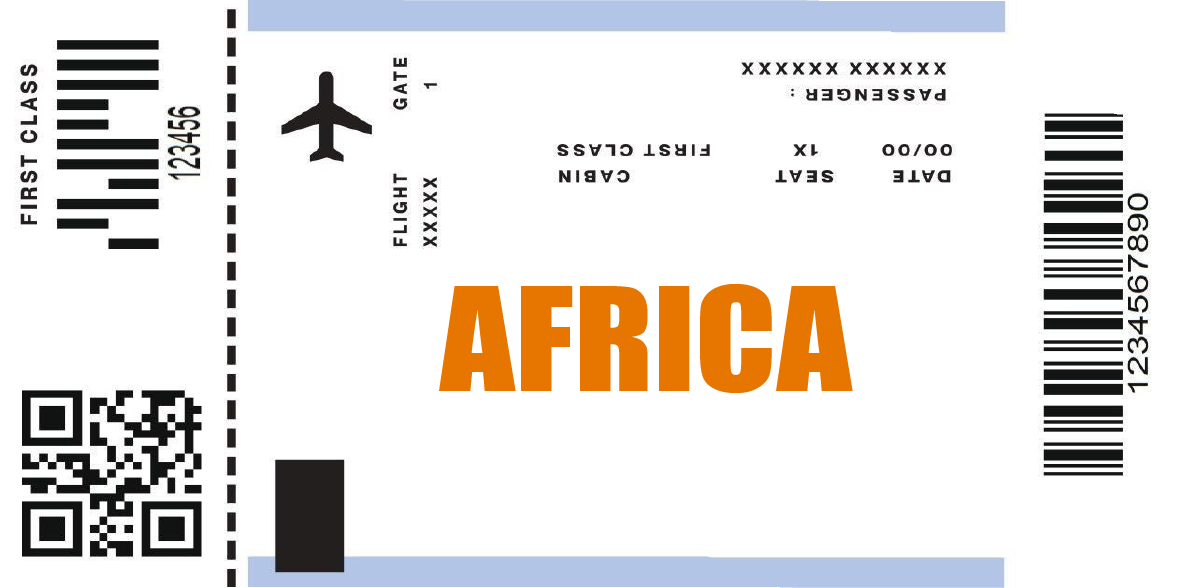 FIRST CLASS
123456
GATE
1
FLIGHT
XXXXX
PASSENGER :
XXXXXX XXXXXX
DATE SEAT CABIN
00/00 1X FIRST CLASS
AFRICA
1234567890